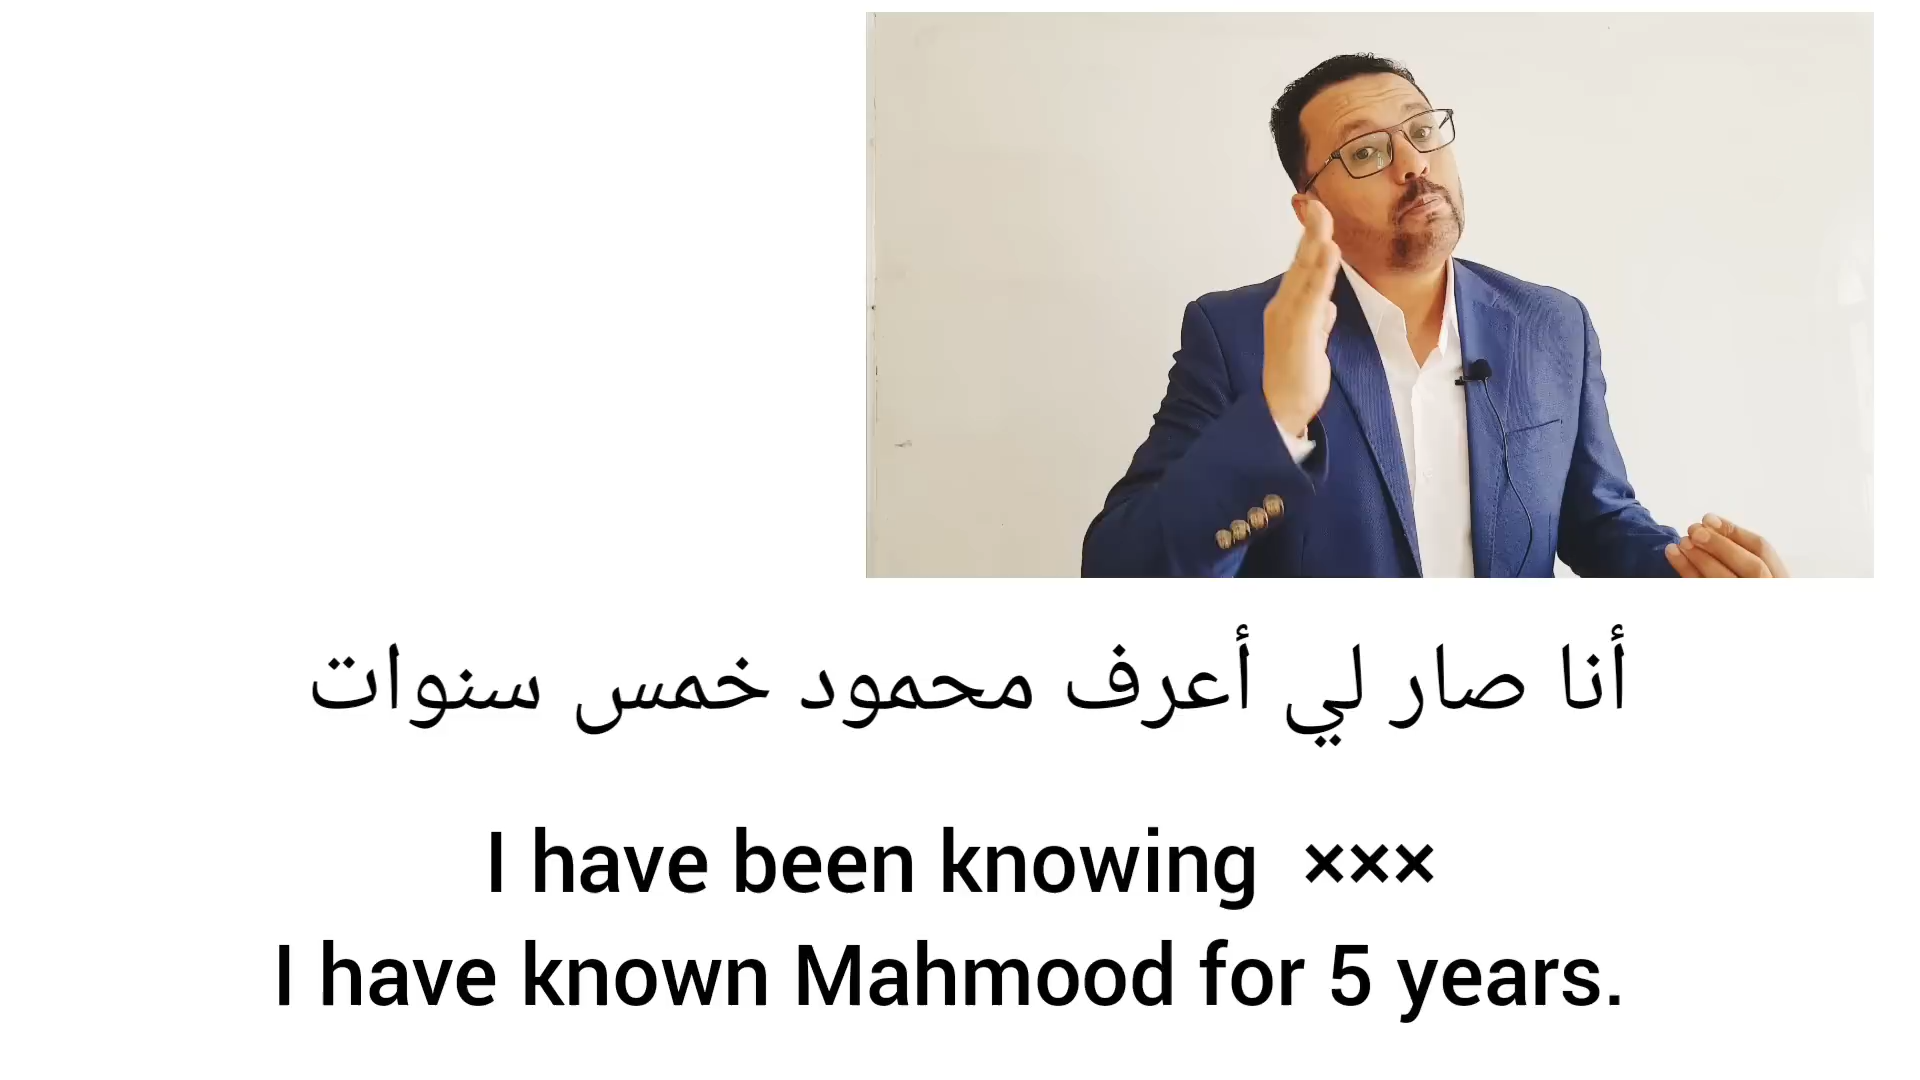 أنا صار لي أعرف محمود خمس سنوات
I have been knowing ×××
I have known Mahmood for 5 years.